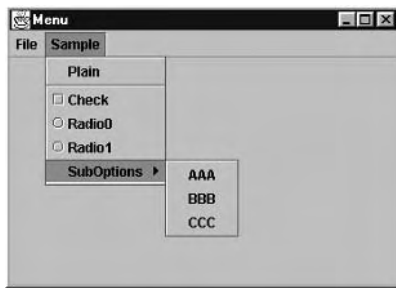 Menu
File Sample
Plain
Check
Radio0
Radio1
SubOptions
AAA
BBB
CCC